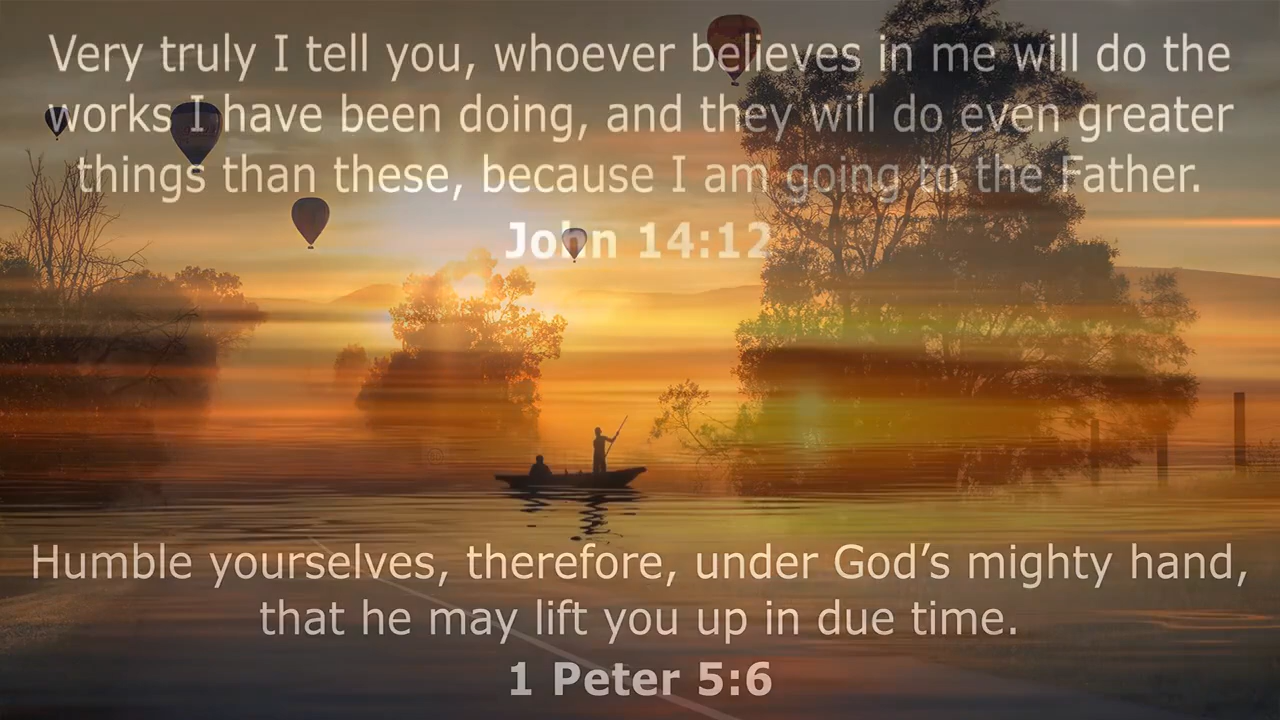 Very truly I tell you, whoever believes in me will do the
works I have been doing, and they will do even greater
things than these, because I am going to the Father.
John 14:12
Humble yourselves, therefore, under God’s mighty hand,
that he may lift you up in due time.
1 Peter 5:6